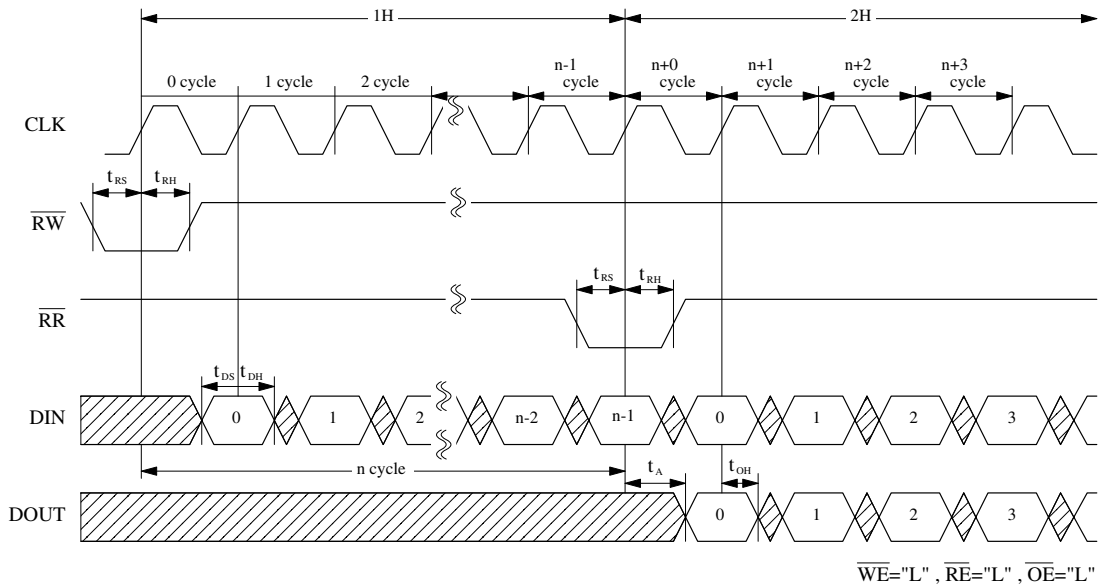 1H 2H
0 cycle 1 cycle 2 cycle n-1 cycle n+0 cycle n+1 cycle n+2 cycle n+3 cycle
CLK
tRS tRH
RW
tRS tRH
RR
tDS tDH
DIN 0 1 2 n-2 n-1 0 1 2 3
n cycle tA tOH
DOUT 0 1 2 3
WE="L" , RE="L" , OE="L"